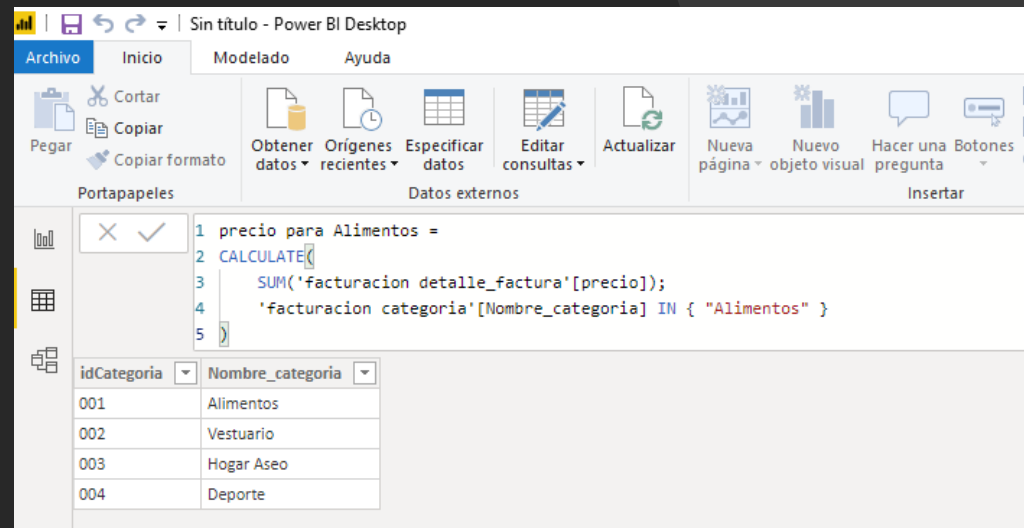 Sin título - Power BI Desktop
Archivo Inicio Modelado Ayuda
Pegar
Cortar
Copiar
Copiar formato
Portapapeles
Obtener datos
Orígenes recientes
Especificar datos
Editar consultas
Actualizar
Datos externos
Nueva página
Nuevo objeto visual
Hacer una pregunta
Botones
Insertar
1 precio para Alimentos =
2 CALCULATE(
3 SUM('facturacion detalle_factura'[precio]);
4 'facturacion categoria'[Nombre_categoria] IN { "Alimentos" }
5 )
idCategoria Nombre_categoria
001 Alimentos
002 Vestuario
003 Hogar Aseo
004 Deporte